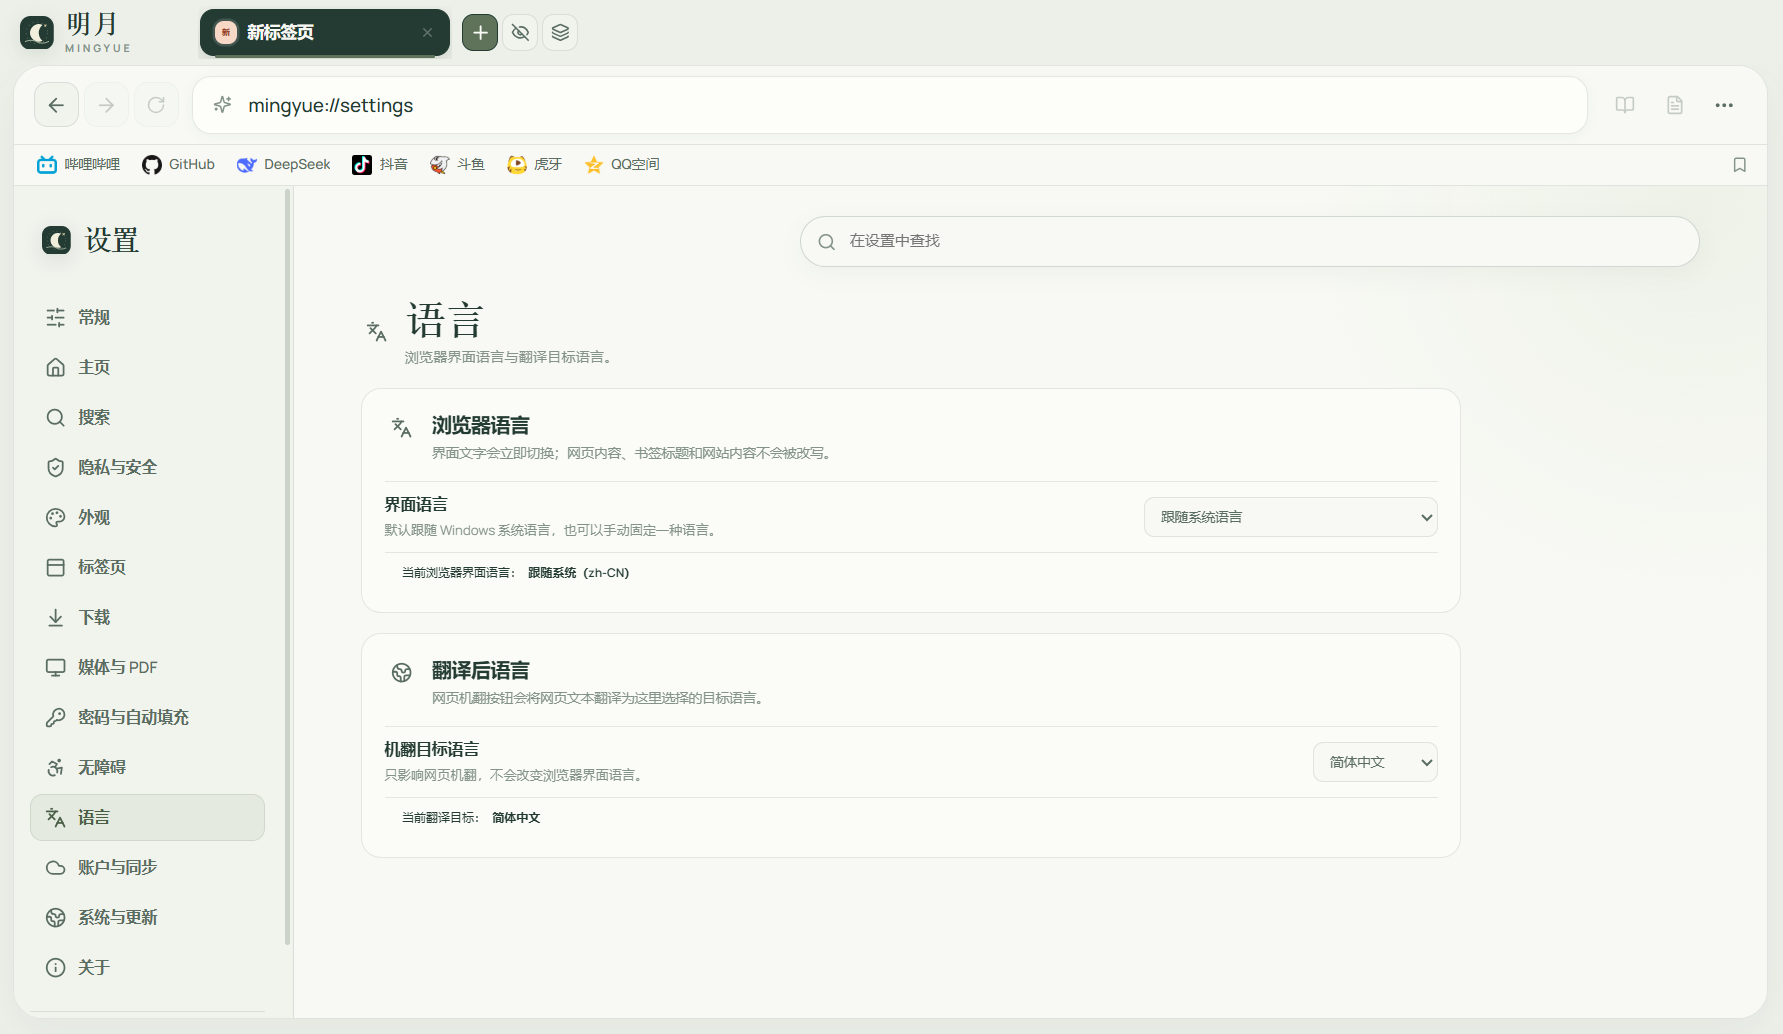 明月
MINGYUE
新
新标签页
mingyue://settings
哔哩哔哩
GitHub
DeepSeek
抖音
斗鱼
虎牙
QQ空间
设置
在设置中查找
常规
主页
搜索
隐私与安全
外观
标签页
下载
媒体与 PDF
密码与自动填充
无障碍
语言
账户与同步
系统与更新
关于
语言
浏览器界面语言与翻译目标语言。
浏览器语言
界面文字会立即切换；网页内容、书签标题和网站内容不会被改写。
界面语言
默认跟随 Windows 系统语言，也可以手动固定一种语言。
跟随系统语言
当前浏览器界面语言： 跟随系统（zh-CN）
翻译后语言
网页机翻按钮会将网页文本翻译为这里选择的目标语言。
机翻目标语言
只影响网页机翻，不会改变浏览器界面语言。
简体中文
当前翻译目标： 简体中文